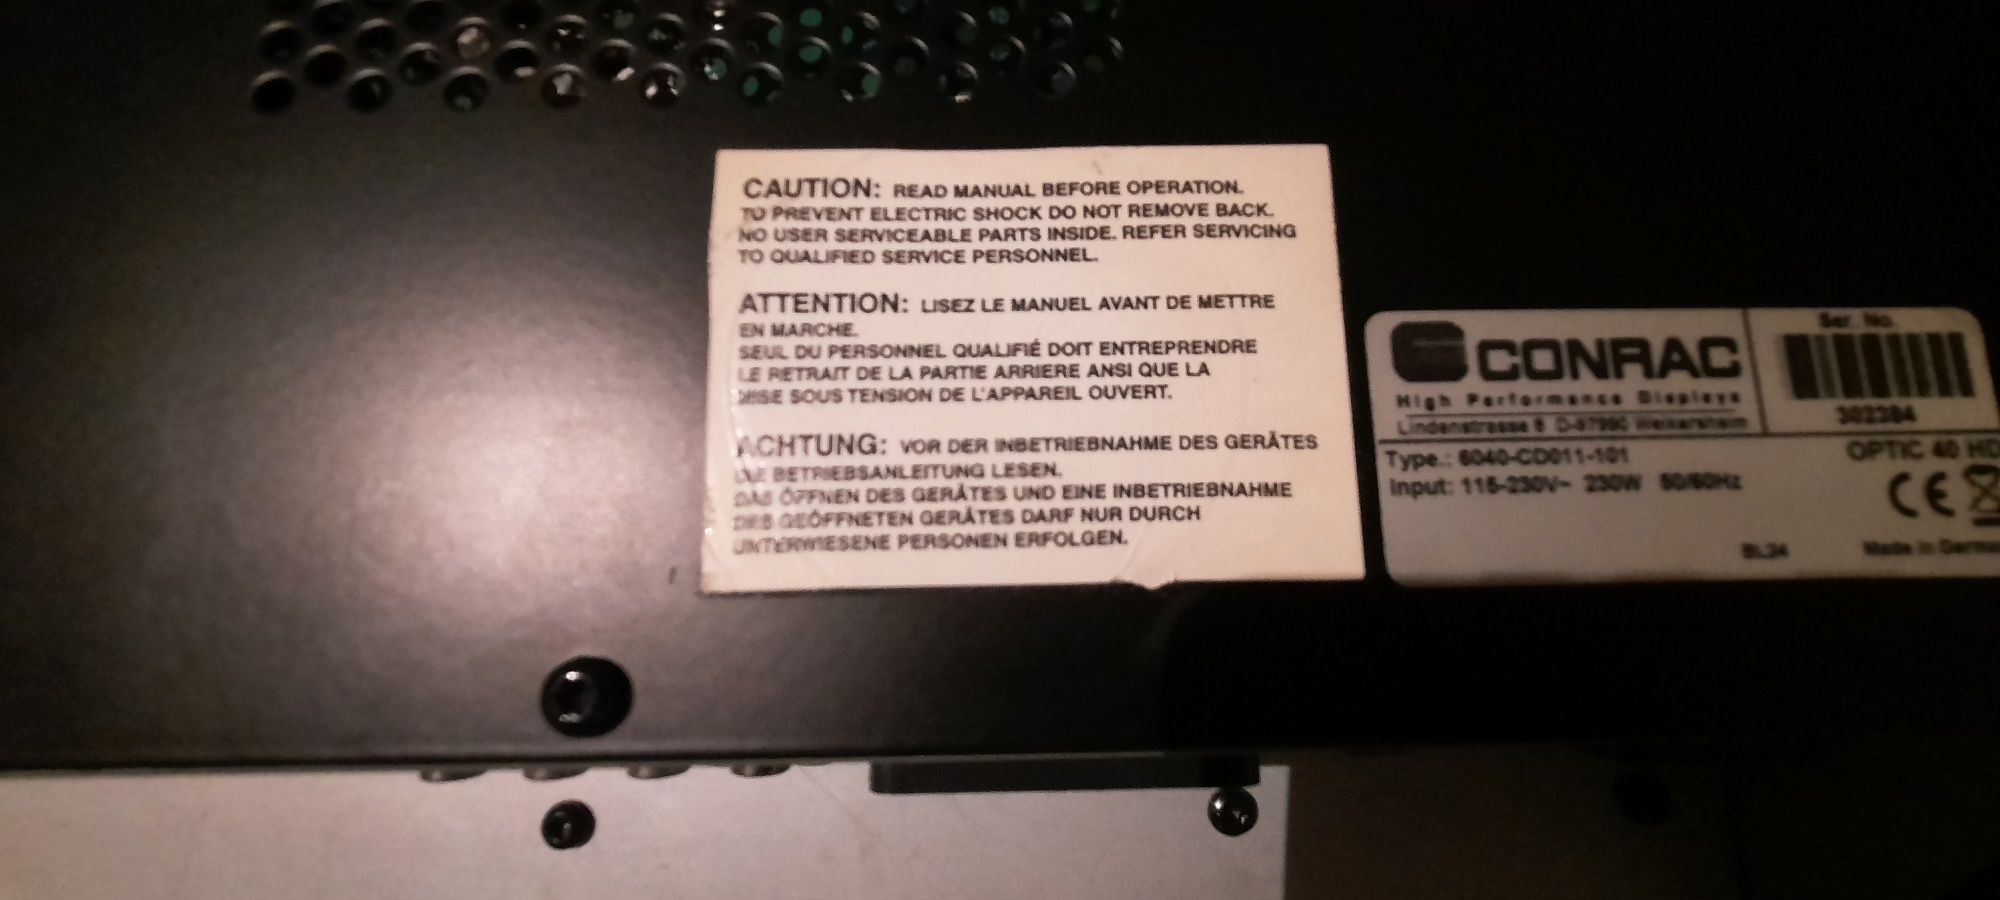 CAUTION: READ MANUAL BEFORE OPERATION.
TO PREVENT ELECTRIC SHOCK DO NOT REMOVE BACK.
NO USER SERVICEABLE PARTS INSIDE. REFER SERVICING
TO QUALIFIED SERVICE PERSONNEL.
ATTENTION: LISEZ LE MANUEL AVANT DE METTRE
EN MARCHE.
SEUL DU PERSONNEL QUALIFIÉ DOIT ENTREPRENDRE
LE RETRAIT DE LA PARTIE ARRIERE ANSI QUE LA
MISE SOUS TENSION DE L'APPAREIL OUVERT.
ACHTUNG: VOR DER INBETRIEBNAHME DES GERÄTES
DIE BETRIEBSANLEITUNG LESEN.
DAS ÖFFNEN DES GERÄTES UND EINE INBETRIEBNAHME
DES GEÖFFNETEN GERÄTES DARF NUR DURCH
UNTERWIESENE PERSONEN ERFOLGEN.
CONRAC
High Performance Displays
Lindenstrasse 8 D-97990 Weikersheim
Ser. No.
302384
Type.: 6040-CD011-101
OPTIC 40 HD
Input: 115-230V~ 230W 50/60Hz
CE
BL24
Made in